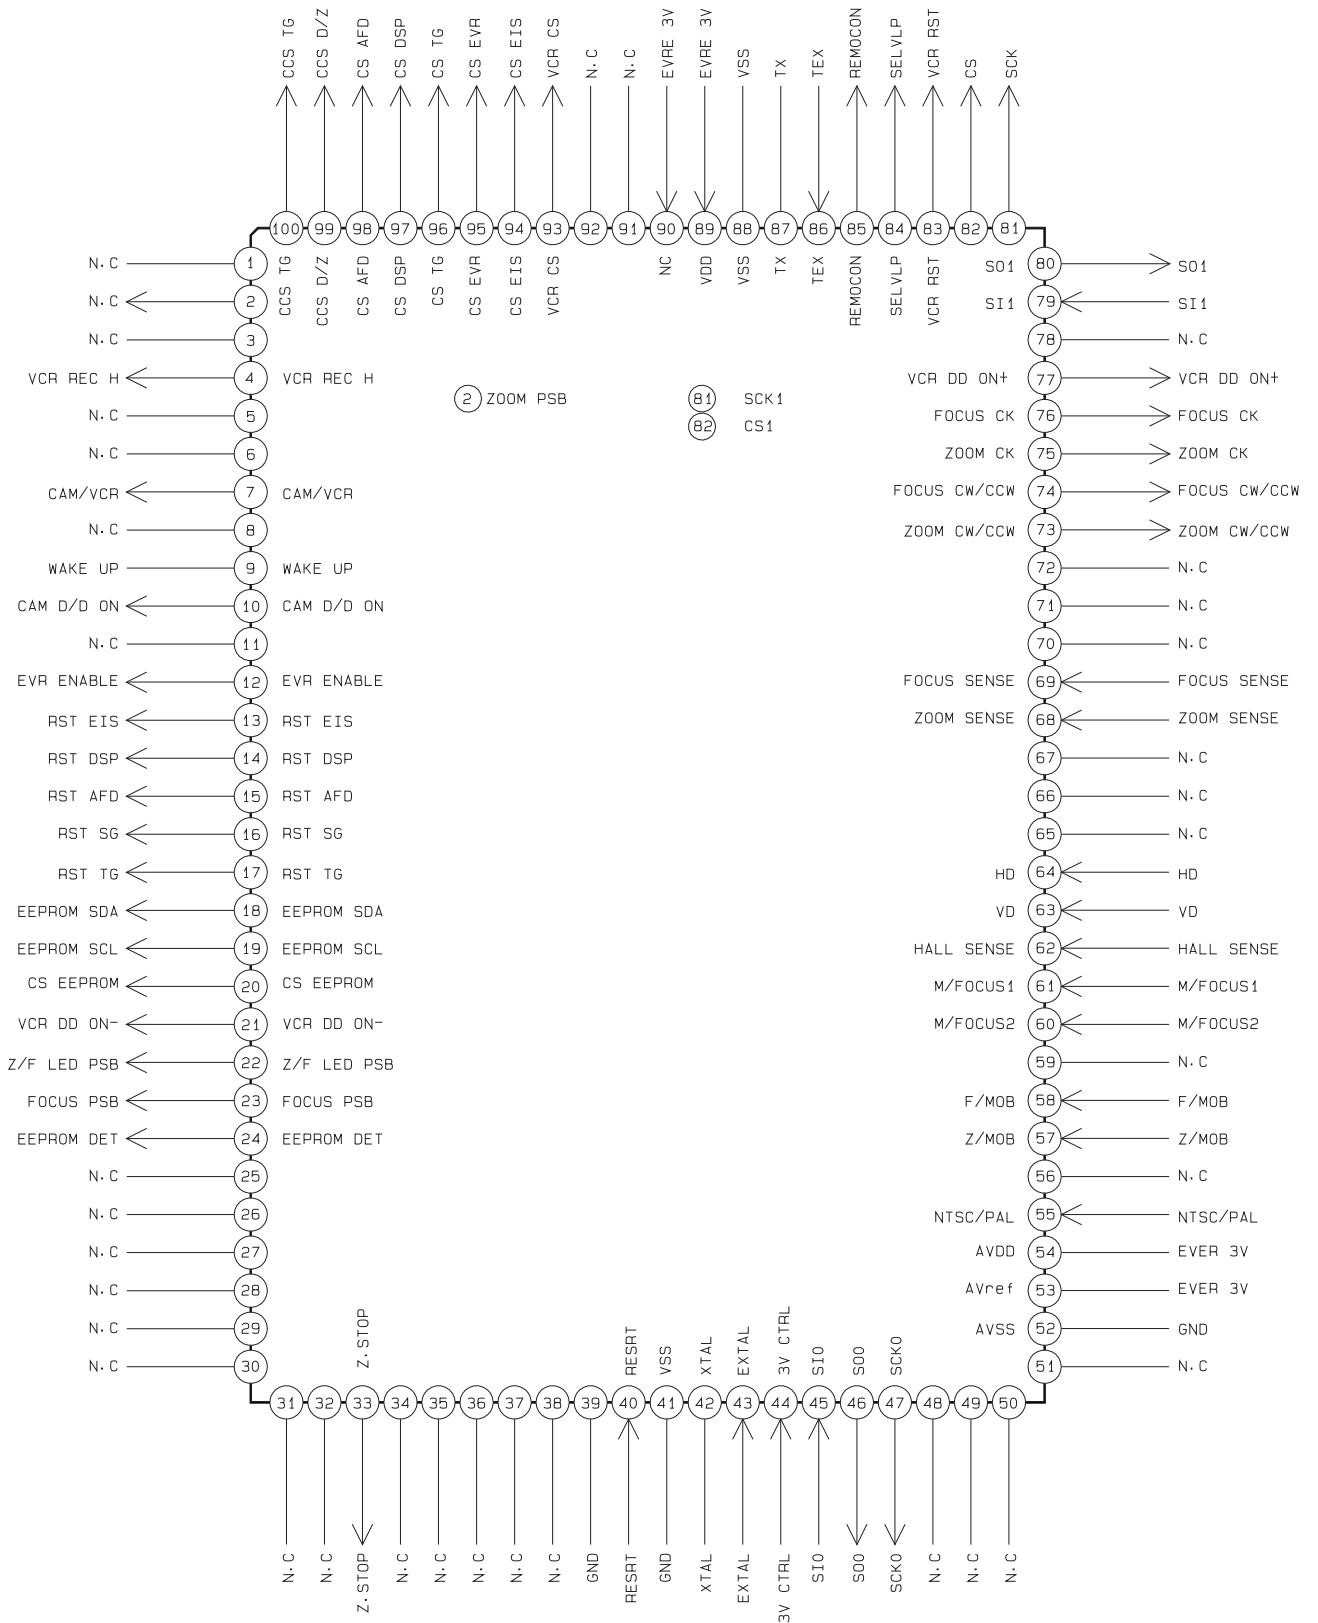 CCS TG
CCS D/Z
CS AFD
CS DSP
CS TG
CS EVR
CS EIS
VCR CS
N.C
N.C
EVRE 3V
EVRE 3V
VSS
TX
TEX
REMOCON
SELVLP
VCR RST
CS
SCK
100 99 98 97 96 95 94 93 92 91 90 89 88 87 86 85 84 83 82 81
CCS TG
CCS D/Z
CS AFD
CS DSP
CS TG
CS EVR
CS EIS
VCR CS
NC
VDD
VSS
TX
TEX
REMOCON
SELVLP
VCR RST
N.C 1
N.C 2
N.C 3
VCR REC H 4 VCR REC H
N.C 5
N.C 6
CAM/VCR 7 CAM/VCR
N.C 8
WAKE UP 9 WAKE UP
CAM D/D ON 10 CAM D/D ON
N.C 11
EVR ENABLE 12 EVR ENABLE
RST EIS 13 RST EIS
RST DSP 14 RST DSP
RST AFD 15 RST AFD
RST SG 16 RST SG
RST TG 17 RST TG
EEPROM SDA 18 EEPROM SDA
EEPROM SCL 19 EEPROM SCL
CS EEPROM 20 CS EEPROM
VCR DD ON- 21 VCR DD ON-
Z/F LED PSB 22 Z/F LED PSB
FOCUS PSB 23 FOCUS PSB
EEPROM DET 24 EEPROM DET
N.C 25
N.C 26
N.C 27
N.C 28
N.C 29
N.C 30
2 ZOOM PSB
81 SCK1
82 CS1
SO1 80 SO1
SI1 79 SI1
78 N.C
VCR DD ON+ 77 VCR DD ON+
FOCUS CK 76 FOCUS CK
ZOOM CK 75 ZOOM CK
FOCUS CW/CCW 74 FOCUS CW/CCW
ZOOM CW/CCW 73 ZOOM CW/CCW
72 N.C
71 N.C
70 N.C
FOCUS SENSE 69 FOCUS SENSE
ZOOM SENSE 68 ZOOM SENSE
67 N.C
66 N.C
65 N.C
HD 64 HD
VD 63 VD
HALL SENSE 62 HALL SENSE
M/FOCUS1 61 M/FOCUS1
M/FOCUS2 60 M/FOCUS2
59 N.C
F/MOB 58 F/MOB
Z/MOB 57 Z/MOB
56 N.C
NTSC/PAL 55 NTSC/PAL
AVDD 54 EVER 3V
AVref 53 EVER 3V
AVSS 52 GND
51 N.C
Z.STOP
RESRT
VSS
XTAL
EXTAL
3V CTRL
SI0
SO0
SCK0
31 32 33 34 35 36 37 38 39 40 41 42 43 44 45 46 47 48 49 50
N.C
N.C
Z.STOP
N.C
N.C
N.C
N.C
N.C
GND
RESRT
GND
XTAL
EXTAL
3V CTRL
SI0
SO0
SCK0
N.C
N.C
N.C